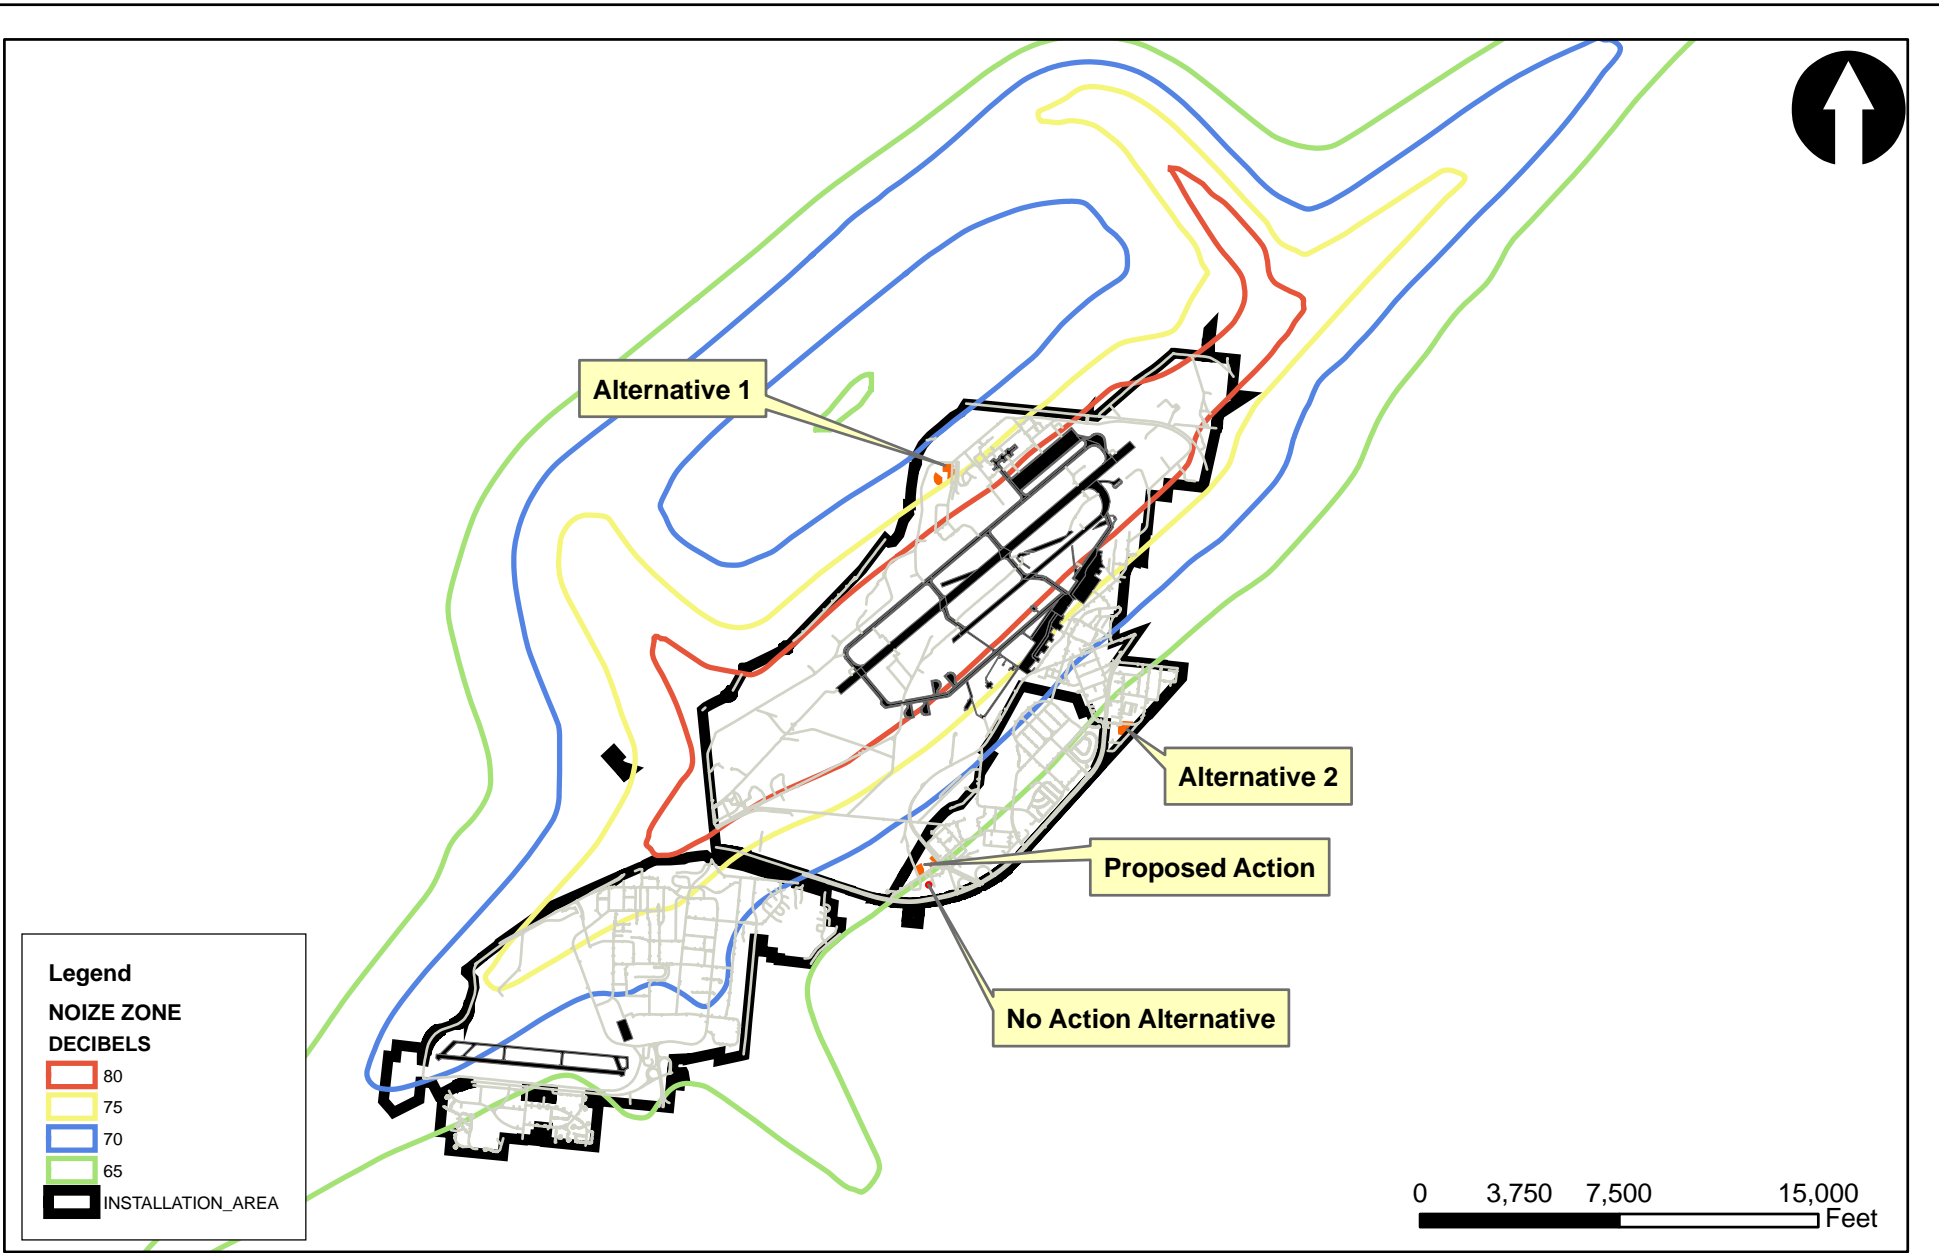 Alternative 1
Alternative 2
Proposed Action
No Action Alternative
Legend
NOIZE ZONE
DECIBELS
80
75
70
65
INSTALLATION_AREA
0 3,750 7,500 15,000
Feet